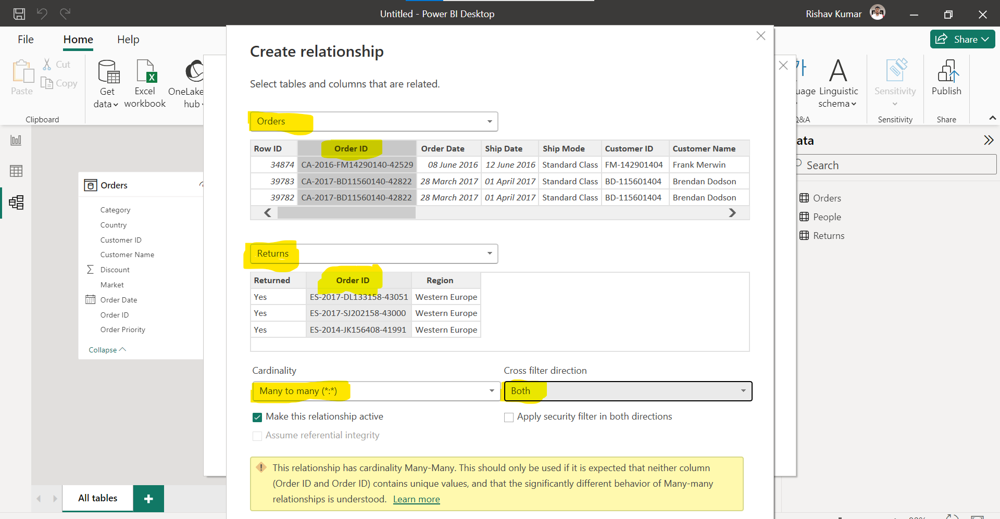 Untitled - Power BI Desktop
Rishav Kumar
File Home Help
Share
Paste
Cut
Copy
Clipboard
Get data
Excel workbook
OneLake hub
Linguistic schema
Q&A
Sensitivity
Sensitivity
Publish
Share
Orders
Category
Country
Customer ID
Customer Name
Discount
Market
Order Date
Order ID
Order Priority
Collapse
All tables
Create relationship
Select tables and columns that are related.
Orders
Row ID Order ID Order Date Ship Date Ship Mode Customer ID Customer Name
34874 CA-2016-FM14290140-42529 08 June 2016 12 June 2016 Standard Class FM-142901404 Frank Merwin
39783 CA-2017-BD11560140-42822 28 March 2017 01 April 2017 Standard Class BD-115601404 Brendan Dodson
39782 CA-2017-BD11560140-42822 28 March 2017 01 April 2017 Standard Class BD-115601404 Brendan Dodson
Returns
Returned Order ID Region
Yes ES-2017-DL133158-43051 Western Europe
Yes ES-2017-SJ202158-43000 Western Europe
Yes ES-2014-JK156408-41991 Western Europe
Cardinality
Many to many (*:*)
Cross filter direction
Both
Make this relationship active
Apply security filter in both directions
Assume referential integrity
This relationship has cardinality Many-Many. This should only be used if it is expected that neither column
(Order ID and Order ID) contains unique values, and that the significantly different behavior of Many-many
relationships is understood. Learn more
ata
Search
Orders
People
Returns